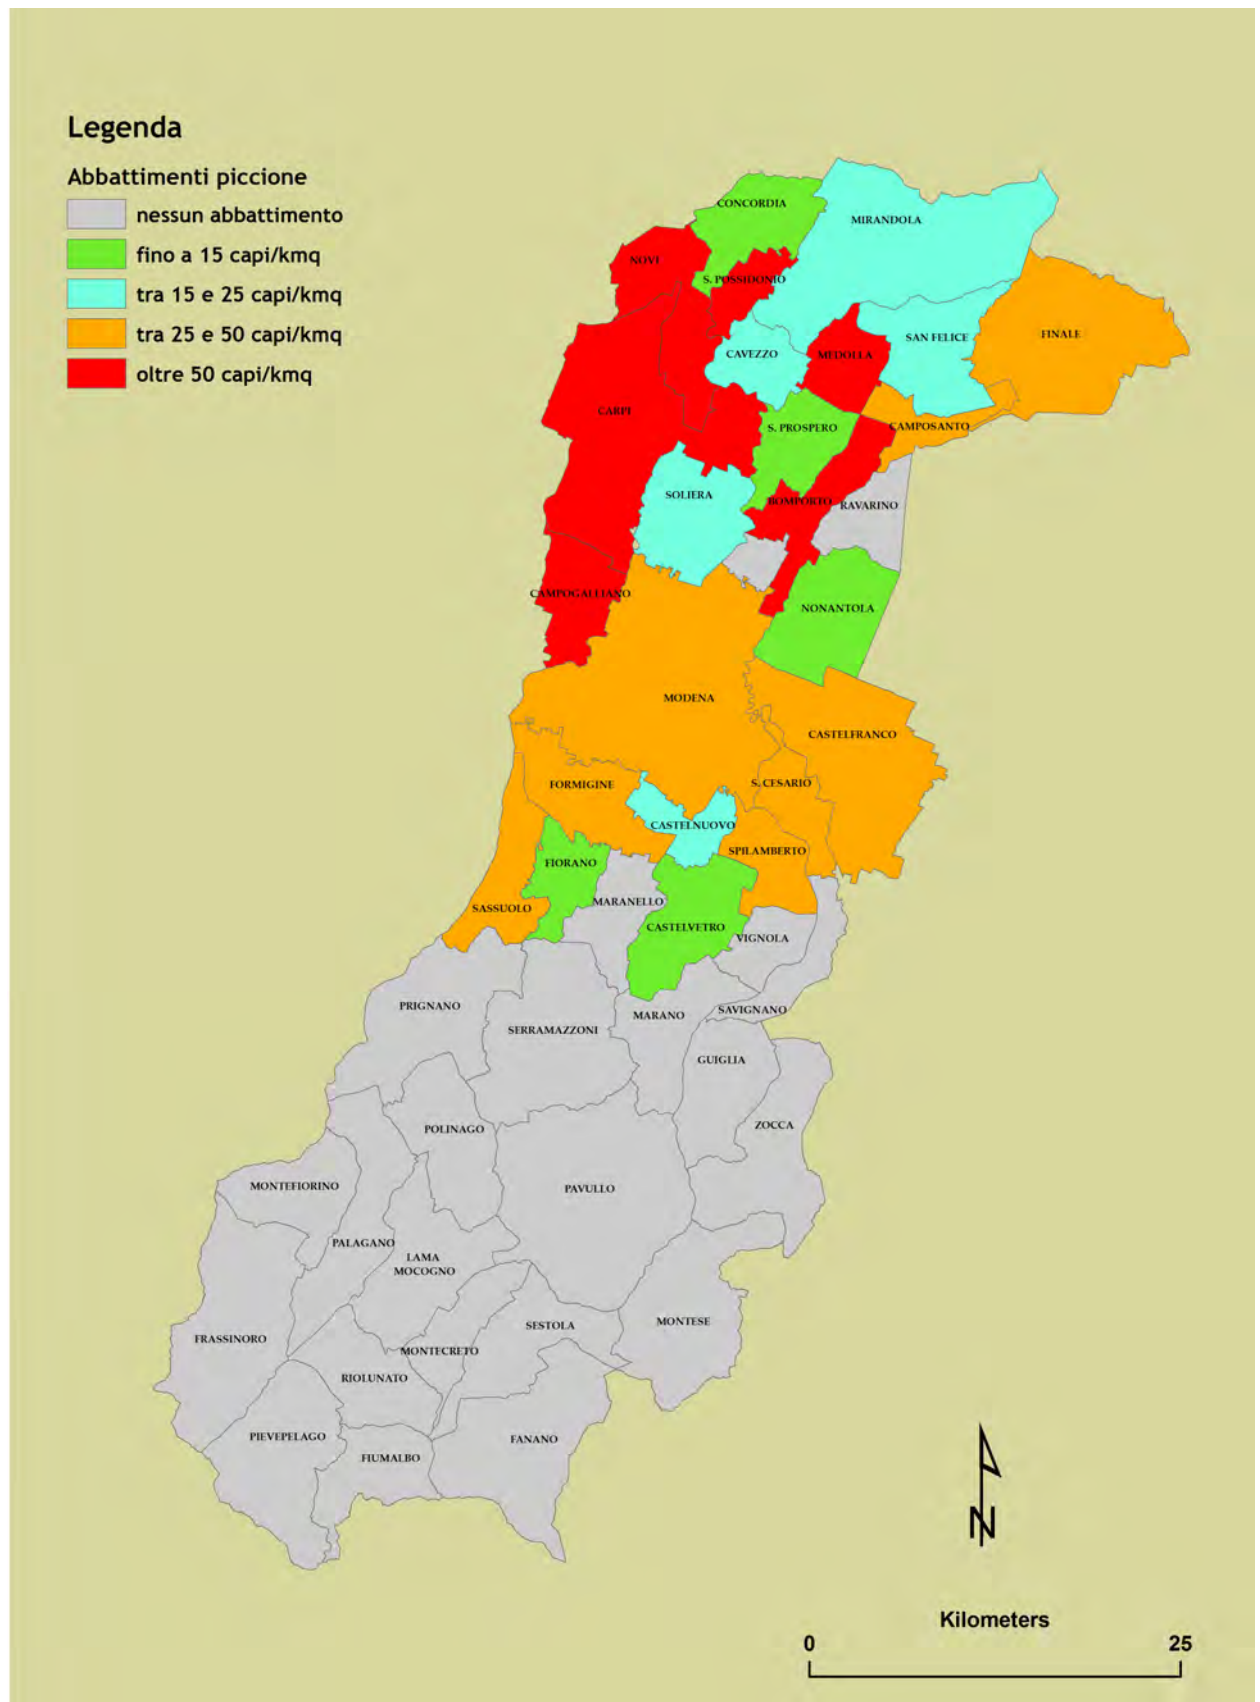 Legenda
Abbattimenti piccione
nessun abbattimento
fino a 15 capi/kmq
tra 15 e 25 capi/kmq
tra 25 e 50 capi/kmq
oltre 50 capi/kmq
CONCORDIA
MIRANDOLA
NOVI
S. POSSIDONIO
SAN FELICE
FINALE
CAVEZZO
MEDOLLA
CARPI
S. PROSPERO
CAMPOSANTO
SOLIERA
BOMPORTO
RAVARINO
CAMPOGALLIANO
NONANTOLA
MODENA
CASTELFRANCO
FORMIGINE
S. CESARIO
CASTELNUOVO
SPILAMBERTO
FIORANO
MARANELLO
SASSUOLO
CASTELVETRO
VIGNOLA
PRIGNANO
SAVIGNANO
MARANO
SERRAMAZZONI
GUIGLIA
POLINAGO
ZOCCA
MONTEFIORINO
PAVULLO
PALAGANO
LAMA
MOCOGNO
FRASSINORO
SESTOLA
MONTESE
MONTECRETO
RIOLUNATO
PIEVEPELAGO
FANANO
FIUMALBO
N
Kilometers
0 25